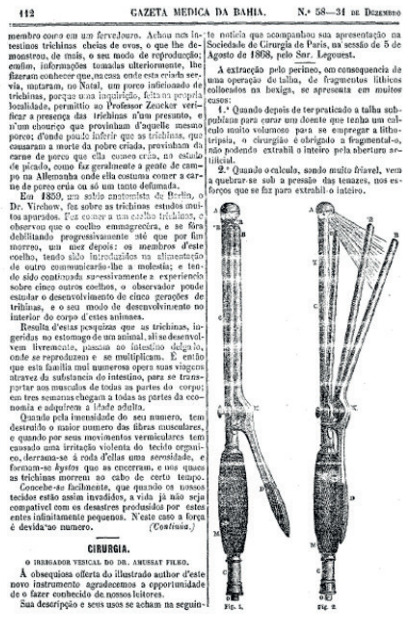 112
GAZETA MEDICA DA BAHIA.
N.º 58—31 DE DEZEMBRO
membro como em um fervedouro. Achou nos in-
testinos trichinas cheias de ovos, o que lhe de-
monstrou, de mais, o seu modo de reproducção;
emfim, informações tomadas ulteriormente, lhe
fizeram conhecer que, na casa onde esta criada ser-
via, mataram, no Natal, um porco inficionado de
trichinas, porque uma inquirição, feita na propria
localidade, permittio ao Professor Zencker verifi-
car a presença das trichinas n'um presunto, e
n'um chouriço que provinham d'aquelle mesmo
porco; d'onde pôde inferir que as trichinas, que
causaram a morte da pobre criada, provinham da
carne de porco que ella comeu crúa, no estado
de picado, como faz geralmente a gente de cam-
po na Allemanha onde ella costuma comer a car-
ne de porco crúa ou só um tanto defumada.
Em 1859, um sabio anatomista de Berlin, o
Dr. Virchow, fez sobre as trichinas estudos mui-
tos apurados. Fez comer a um coelho trichinas, e
observou que o coelho emmagrecêra, e se fôra
debilitando progressivamente até que por fim
morreu, um mez depois: os membros d'este
coelho, tendo sido introduzidos na alimentação
de outro communicarão-lhe a molestia; e ten-
do sido continuada successivamente a experiencia
sobre cinco outros coelhos, o observador poude
estudar o desenvolvimento de cinco gerações de
trihinas, e o seu modo de desenvolvimento no
interior do corpo d'estes animaes.
Resulta d'estas pesquizas que as trichinas, in-
geridas no estomago de um animal, ali se desenvol-
vem livremente, passam ao intestino delgado,
onde se reproduzem e se multiplicam. É então
que esta familia mui numerosa opera suas viagens
atravez da substancia do intestino, para se trans-
portar aos musculos de todas as partes do corpo;
em tres semanas chegam a todas as partes da eco-
nomia e adquirem a idade adulta.
Quando pela immensidade do seu numero, tem
destruido o maior numero das fibras musculares,
e quando por seus movimentos vermiculares tem
causado uma irritação violenta do tecido organi-
co, derrama-se á roda d'ellas uma serosidade, e
formam-se kystos que as encerram, e nos quaes
as trichinas morrem ao cabo de certo tempo.
Concebe-se facilmente, que quando os nossos
tecidos estão assim invadidos, a vida já não seja
compativel com os desastres produzidos por estes
entes infinitamente pequenos. N'este caso a força
é devida ao numero. (Continúa.)
CIRURGIA.
O IRRIGADOR VESICAL DO DR. AMUSSAT FILHO.
Á obsequiosa offerta do illustrado author d'este
novo instrumento agradecemos a opportunidade
de o fazer conhecido de nossos leitores.
Sua descripção e seus usos se acham na seguin-
te noticia que acompanhou sua apresentação na
Sociedade de Cirurgia de Paris, na sessão de 5 de
Agosto de 1868, pelo Snr. Legouest.
A extracção pelo perineo, em consequencia de
uma operação de talha, de fragmentos lithicos
collocados na bexiga, se apresenta em muitos
casos:
1.º Quando depois de ter praticado a talha sub-
pubiana para curar um doente que tenha um cal-
culo muito volumoso para se empregar a litho-
tripsia, o cirurgião é obrigado a fragmental-o,
não podendo extrahil o inteiro pela abertura ar-
tificial.
2.º Quando o calculo, sendo muito friavel, vem
a quebrar-se sob a pressão das tenazes, nos es-
forços que se faz para extrahil-o inteiro.
Fig. 1.
Fig. 2.